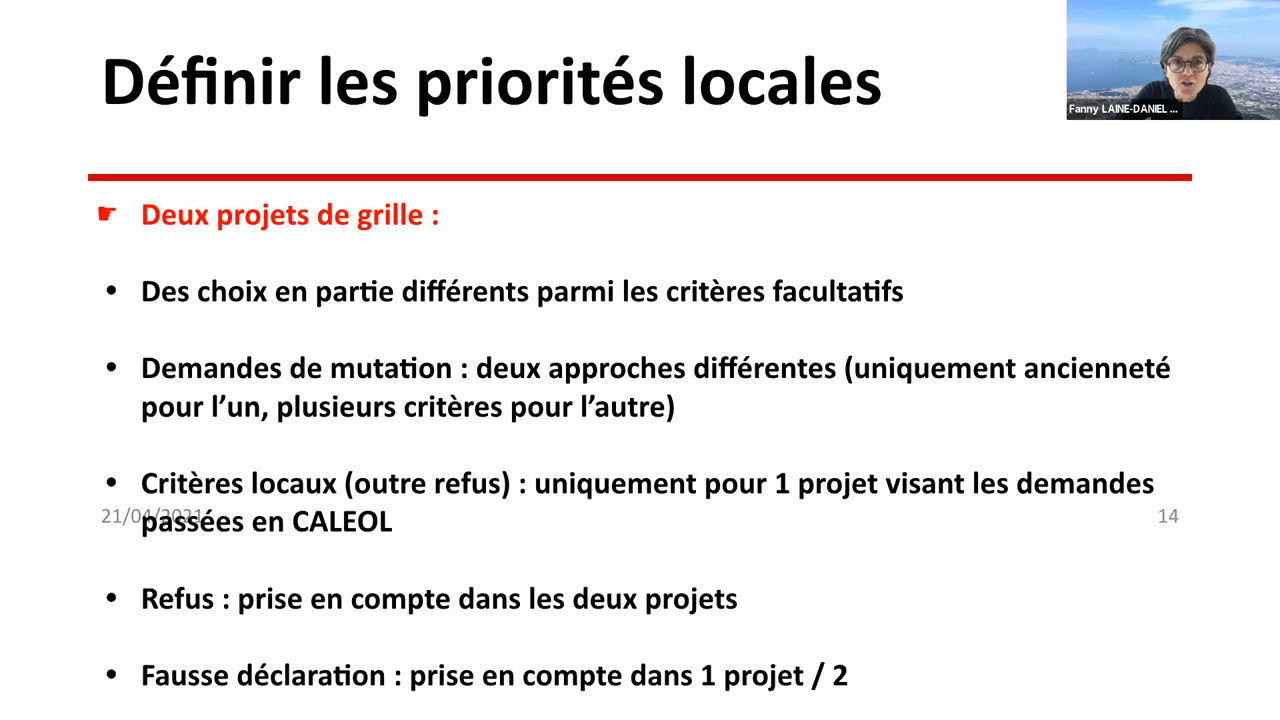 Définir les priorités locales
Fanny LAINE-DANIEL ...
☛ Deux projets de grille :
• Des choix en partie différents parmi les critères facultatifs
• Demandes de mutation : deux approches différentes (uniquement ancienneté
pour l’un, plusieurs critères pour l’autre)
• Critères locaux (outre refus) : uniquement pour 1 projet visant les demandes
passées en CALEOL
21/04/2021
14
• Refus : prise en compte dans les deux projets
• Fausse déclaration : prise en compte dans 1 projet / 2